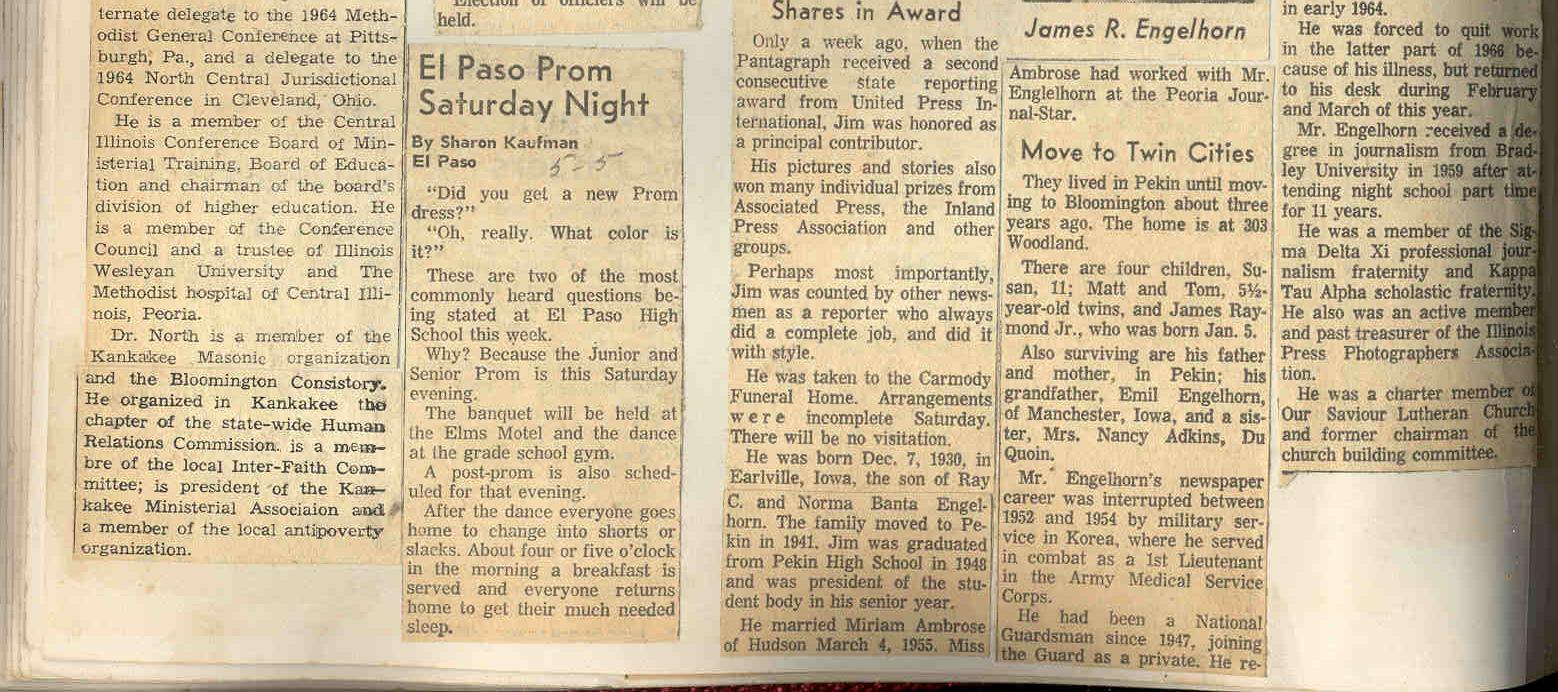 ternate delegate to the 1964 Meth-
odist General Conference at Pitts-
burgh, Pa., and a delegate to the
1964 North Central Jurisdictional
Conference in Cleveland, Ohio.
He is a member of the Central
Illinois Conference Board of Min-
isterial Training, Board of Educa-
tion and chairman of the board's
division of higher education. He
is a member of the Conference
Council and a trustee of Illinois
Wesleyan University and The
Methodist hospital of Central Illi-
nois, Peoria.
Dr. North is a member of the
Kankakee Masonic organization
and the Bloomington Consistory.
He organized in Kankakee the
chapter of the state-wide Human
Relations Commission. is a mem-
bre of the local Inter-Faith Com-
mittee; is president of the Kan-
kakee Ministerial Associaion and
a member of the local antipoverty
organization.
Election of officers will be
held.
El Paso Prom
Saturday Night
By Sharon Kaufman
El Paso 5-5
"Did you get a new Prom
dress?"
"Oh, really. What color is
it?"
These are two of the most
commonly heard questions be-
ing stated at El Paso High
School this week.
Why? Because the Junior and
Senior Prom is this Saturday
evening.
The banquet will be held at
the Elms Motel and the dance
at the grade school gym.
A post-prom is also sched-
uled for that evening.
After the dance everyone goes
home to change into shorts or
slacks. About four or five o'clock
in the morning a breakfast is
served and everyone returns
home to get their much needed
sleep.
Shares in Award
Only a week ago, when the
Pantagraph received a second
consecutive state reporting
award from United Press In-
ternational, Jim was honored as
a principal contributor.
His pictures and stories also
won many individual prizes from
Associated Press, the Inland
Press Association and other
groups.
Perhaps most importantly,
Jim was counted by other news-
men as a reporter who always
did a complete job, and did it
with style.
He was taken to the Carmody
Funeral Home. Arrangements
were incomplete Saturday.
There will be no visitation.
He was born Dec. 7, 1930, in
Earlville, Iowa, the son of Ray
C. and Norma Banta Engel-
horn. The family moved to Pe-
kin in 1941. Jim was graduated
from Pekin High School in 1948
and was president of the stu-
dent body in his senior year.
He married Miriam Ambrose
of Hudson March 4, 1955. Miss
James R. Engelhorn
Ambrose had worked with Mr.
Englelhorn at the Peoria Jour-
nal-Star.
Move to Twin Cities
They lived in Pekin until mov-
ing to Bloomington about three
years ago. The home is at 303
Woodland.
There are four children, Su-
san, 11; Matt and Tom, 5½-
year-old twins, and James Ray-
mond Jr., who was born Jan. 5.
Also surviving are his father
and mother, in Pekin; his
grandfather, Emil Engelhorn,
of Manchester, Iowa, and a sis-
ter, Mrs. Nancy Adkins, Du
Quoin.
Mr. Engelhorn's newspaper
career was interrupted between
1952 and 1954 by military ser-
vice in Korea, where he served
in combat as a 1st Lieutenant
in the Army Medical Service
Corps.
He had been a National
Guardsman since 1947, joining
the Guard as a private. He re-
in early 1964.
He was forced to quit work
in the latter part of 1966 be-
cause of his illness, but returned
to his desk during February
and March of this year.
Mr. Engelhorn received a de-
gree in journalism from Brad-
ley University in 1959 after at-
tending night school part time
for 11 years.
He was a member of the Sig-
ma Delta Xi professional jour-
nalism fraternity and Kappa
Tau Alpha scholastic fraternity.
He also was an active member
and past treasurer of the Illinois
Press Photographers Associa-
tion.
He was a charter member of
Our Saviour Lutheran Church
and former chairman of the
church building committee.